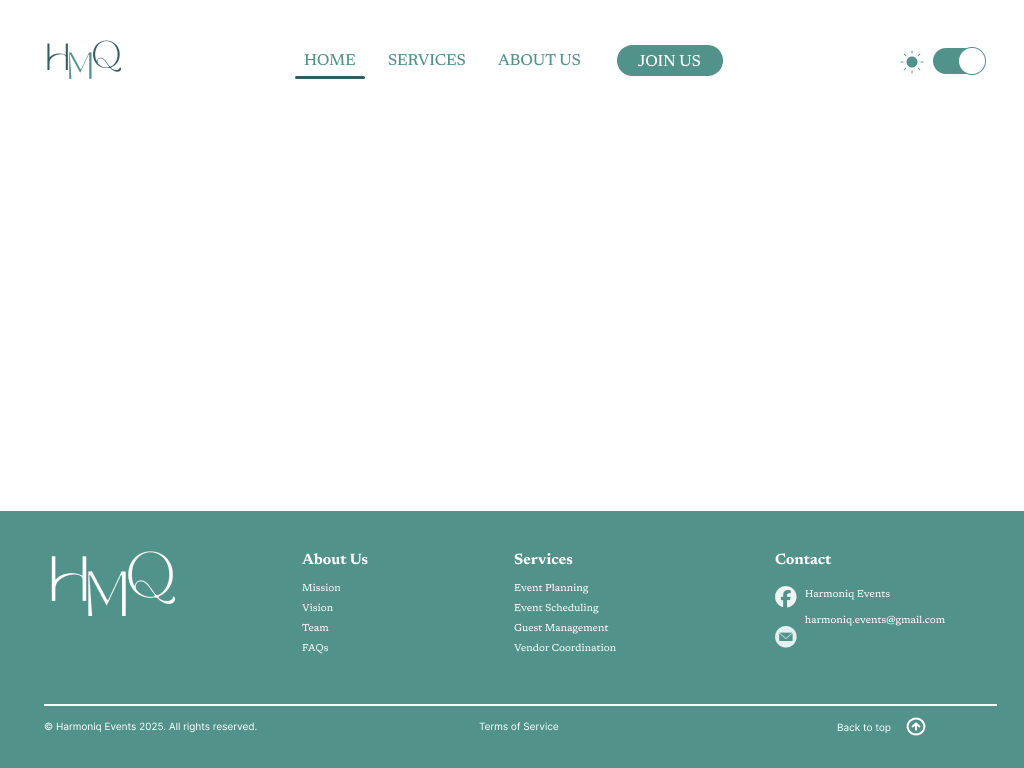 HMQ
HOME SERVICES ABOUT US JOIN US
HMQ
About Us
Mission
Vision
Team
FAQs
Services
Event Planning
Event Scheduling
Guest Management
Vendor Coordination
Contact
Harmoniq Events
harmoniq.events@gmail.com
© Harmoniq Events 2025. All rights reserved.
Terms of Service
Back to top